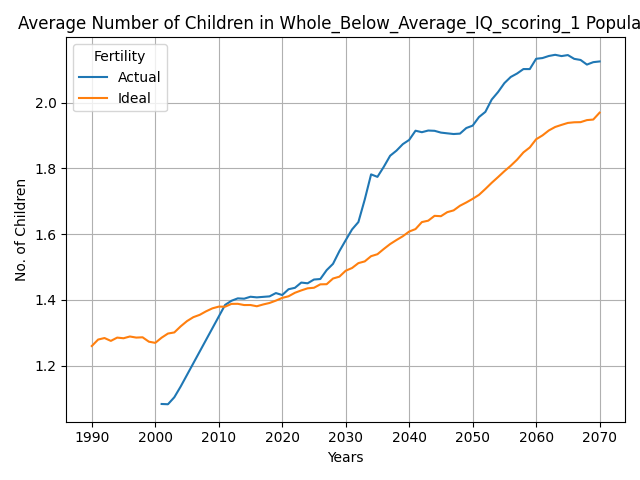 Average Number of Children in Whole_Below_Average_IQ_scoring_1 Popula
Fertility
Actual
Ideal
2.0
1.8
1.6
1.4
1.2
No. of Children
1990 2000 2010 2020 2030 2040 2050 2060 2070
Years